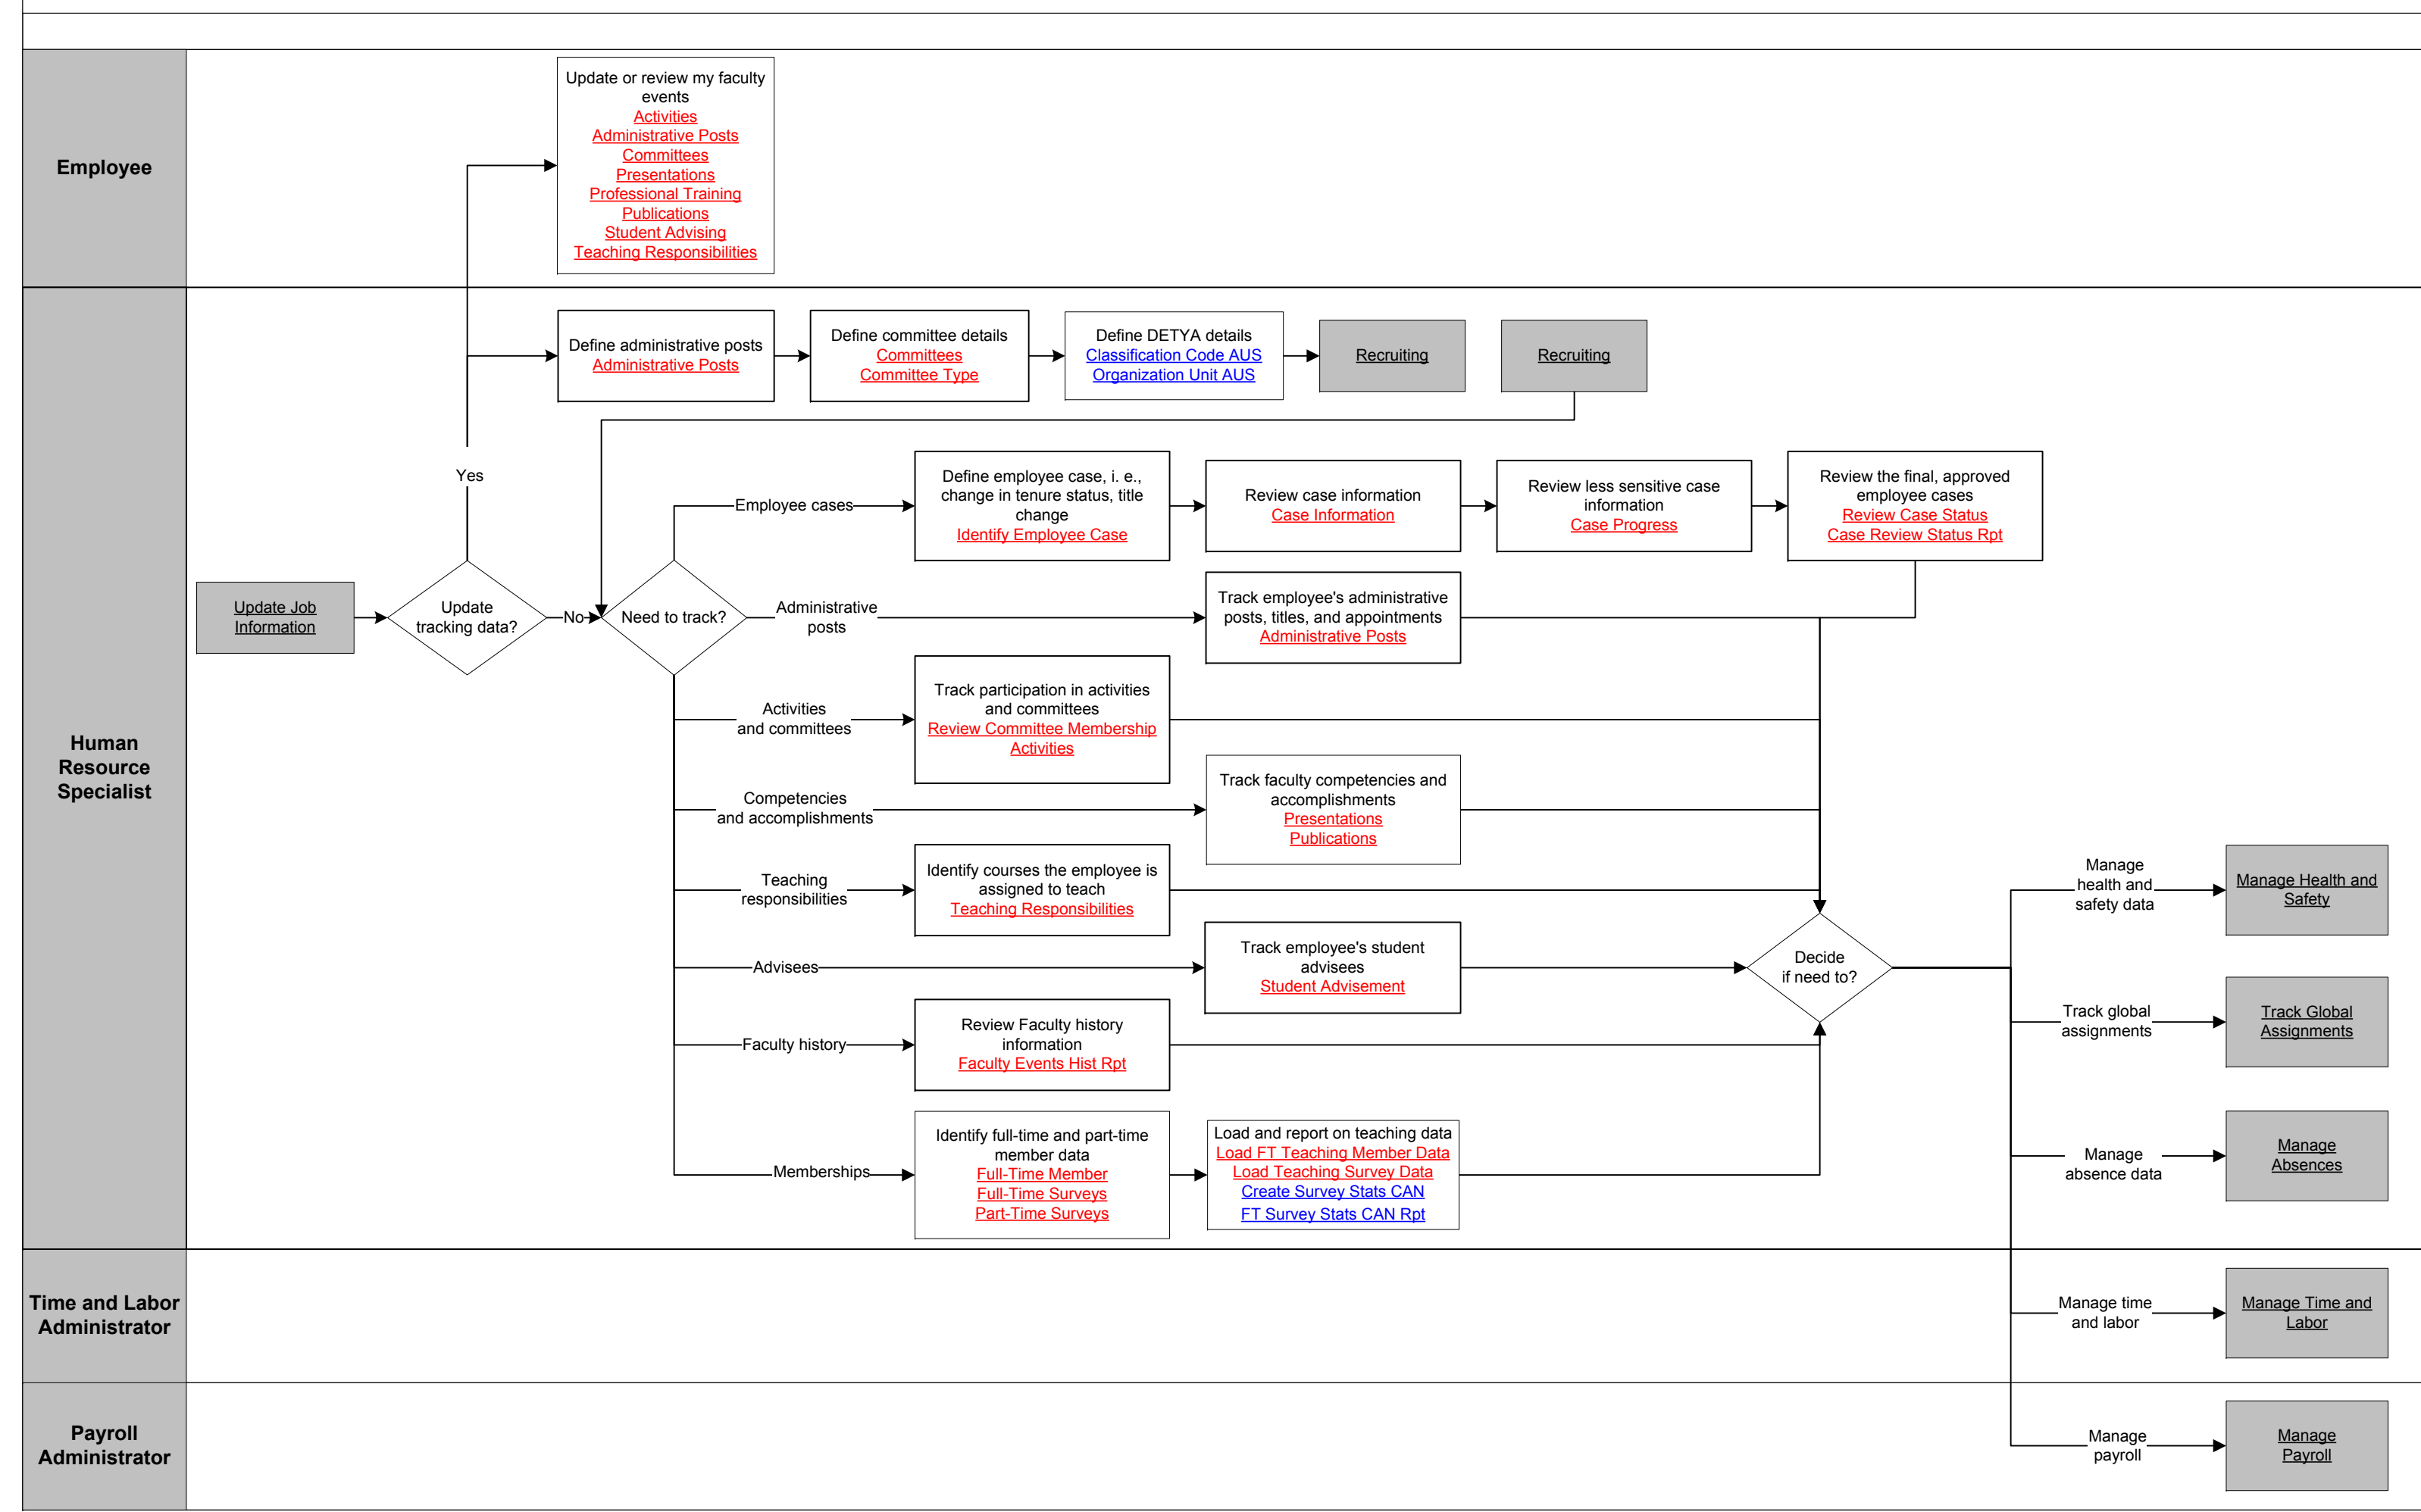 Employee
Update or review my faculty
events
Activities
Administrative Posts
Committees
Presentations
Professional Training
Publications
Student Advising
Teaching Responsibilities
Human
Resource
Specialist
Define administrative posts
Administrative Posts
Define committee details
Committees
Committee Type
Define DETYA details
Classification Code AUS
Organization Unit AUS
Recruiting
Recruiting
Yes
Employee cases
Define employee case, i. e.,
change in tenure status, title
change
Identify Employee Case
Review case information
Case Information
Review less sensitive case
information
Case Progress
Review the final, approved
employee cases
Review Case Status
Case Review Status Rpt
Update Job
Information
Update
tracking data?
No
Need to track?
Administrative
posts
Track employee's administrative
posts, titles, and appointments
Administrative Posts
Activities
and committees
Track participation in activities
and committees
Review Committee Membership
Activities
Competencies
and accomplishments
Track faculty competencies and
accomplishments
Presentations
Publications
Teaching
responsibilities
Identify courses the employee is
assigned to teach
Teaching Responsibilities
Advisees
Track employee's student
advisees
Student Advisement
Decide
if need to?
Faculty history
Review Faculty history
information
Faculty Events Hist Rpt
Memberships
Identify full-time and part-time
member data
Full-Time Member
Full-Time Surveys
Part-Time Surveys
Load and report on teaching data
Load FT Teaching Member Data
Load Teaching Survey Data
Create Survey Stats CAN
FT Survey Stats CAN Rpt
Manage
health and
safety data
Manage Health and
Safety
Track global
assignments
Track Global
Assignments
Manage
absence data
Manage
Absences
Time and Labor
Administrator
Manage time
and labor
Manage Time and
Labor
Payroll
Administrator
Manage
payroll
Manage
Payroll